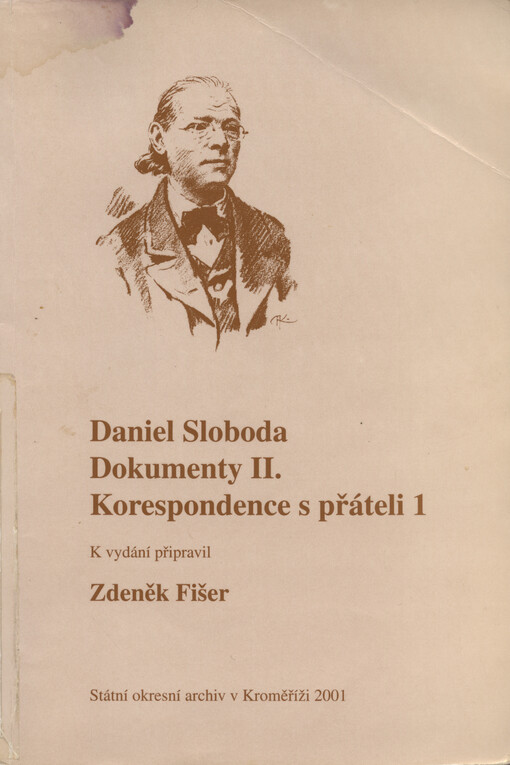 Daniel Sloboda
Dokumenty II.
Korespondence s přáteli 1
K vydání připravil
Zdeněk Fišer
Státní okresní archiv v Kroměříži 2001